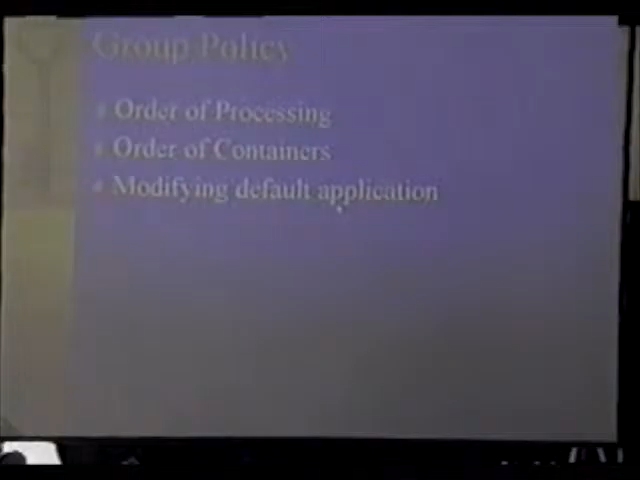 Group Policy
Order of Processing
Order of Containers
Modifying default application